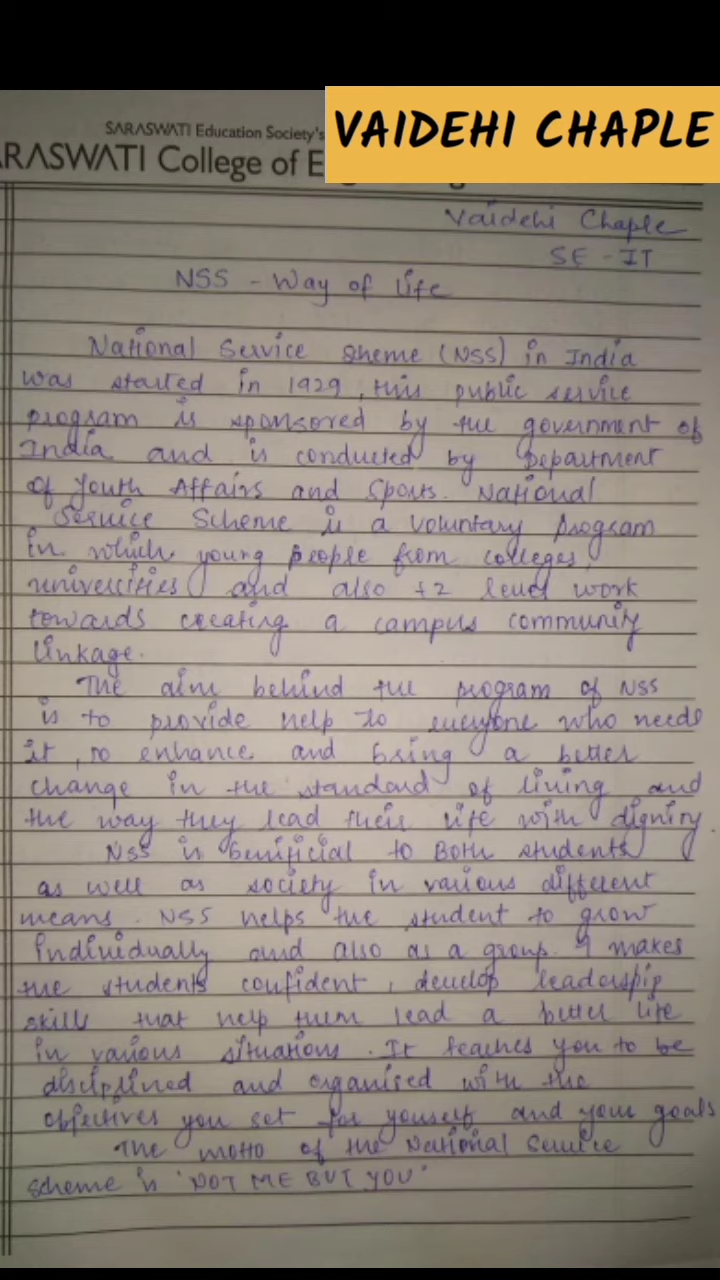 SARASWATI Education Society's
VAIDEHI CHAPLE
RASWATI College of E
Vaidehi Chaple
SE - IT
NSS - Way of life
National Service Sheme (NSS) in India
was started in 1929, this public service
program is sponsored by the government of
India and is conducted by Department
of Youth Affairs and Sports. National
Service Scheme is a voluntary program
in which young people from colleges,
universities and also +2 level work
towards creating a campus community
linkage.
The aim behind the program of NSS
is to provide help to everyone who needs
it, to enhance and bring a better
change in the standard of living and
the way they lead their life with dignity.
NSS is benificial to Both students
as well as society in various different
means. NSS helps the student to grow
individually and also as a group. It makes
the students confident, develop leadership
skills that help them lead a better life
in various situations. It teaches you to be
disciplined and organised with the
objectives you set for yourself and your goals
The motto of the National Service
scheme is 'NOT ME BUT YOU'